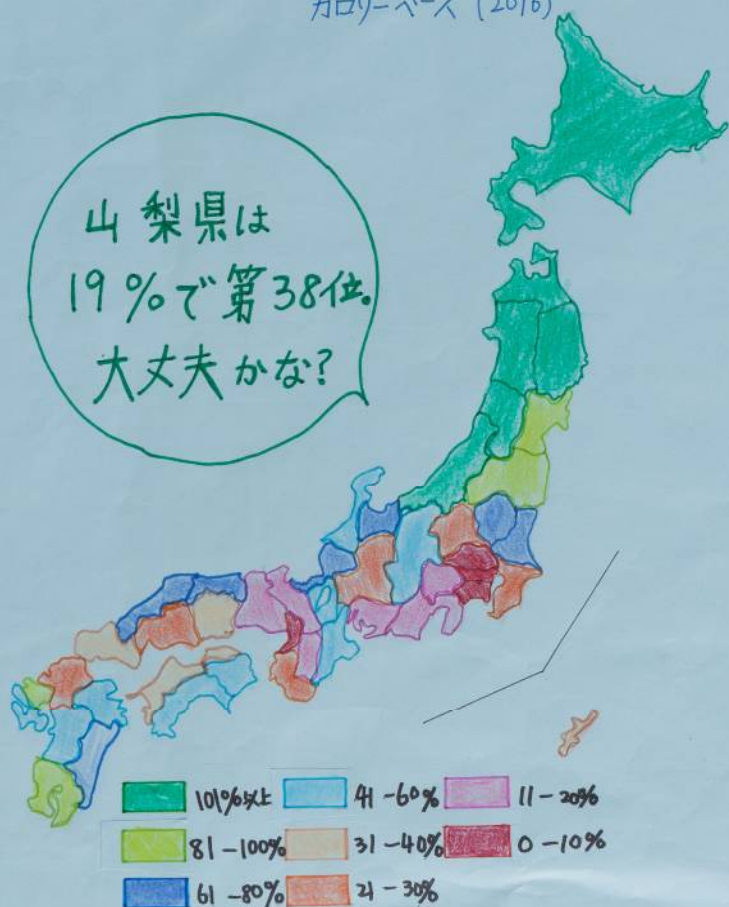 カロリーベース (2016)
山梨県は
19%で第38位。
大丈夫かな?
101%以上 41-60% 11-20%
81-100% 31-40% 0-10%
61-80% 21-30%